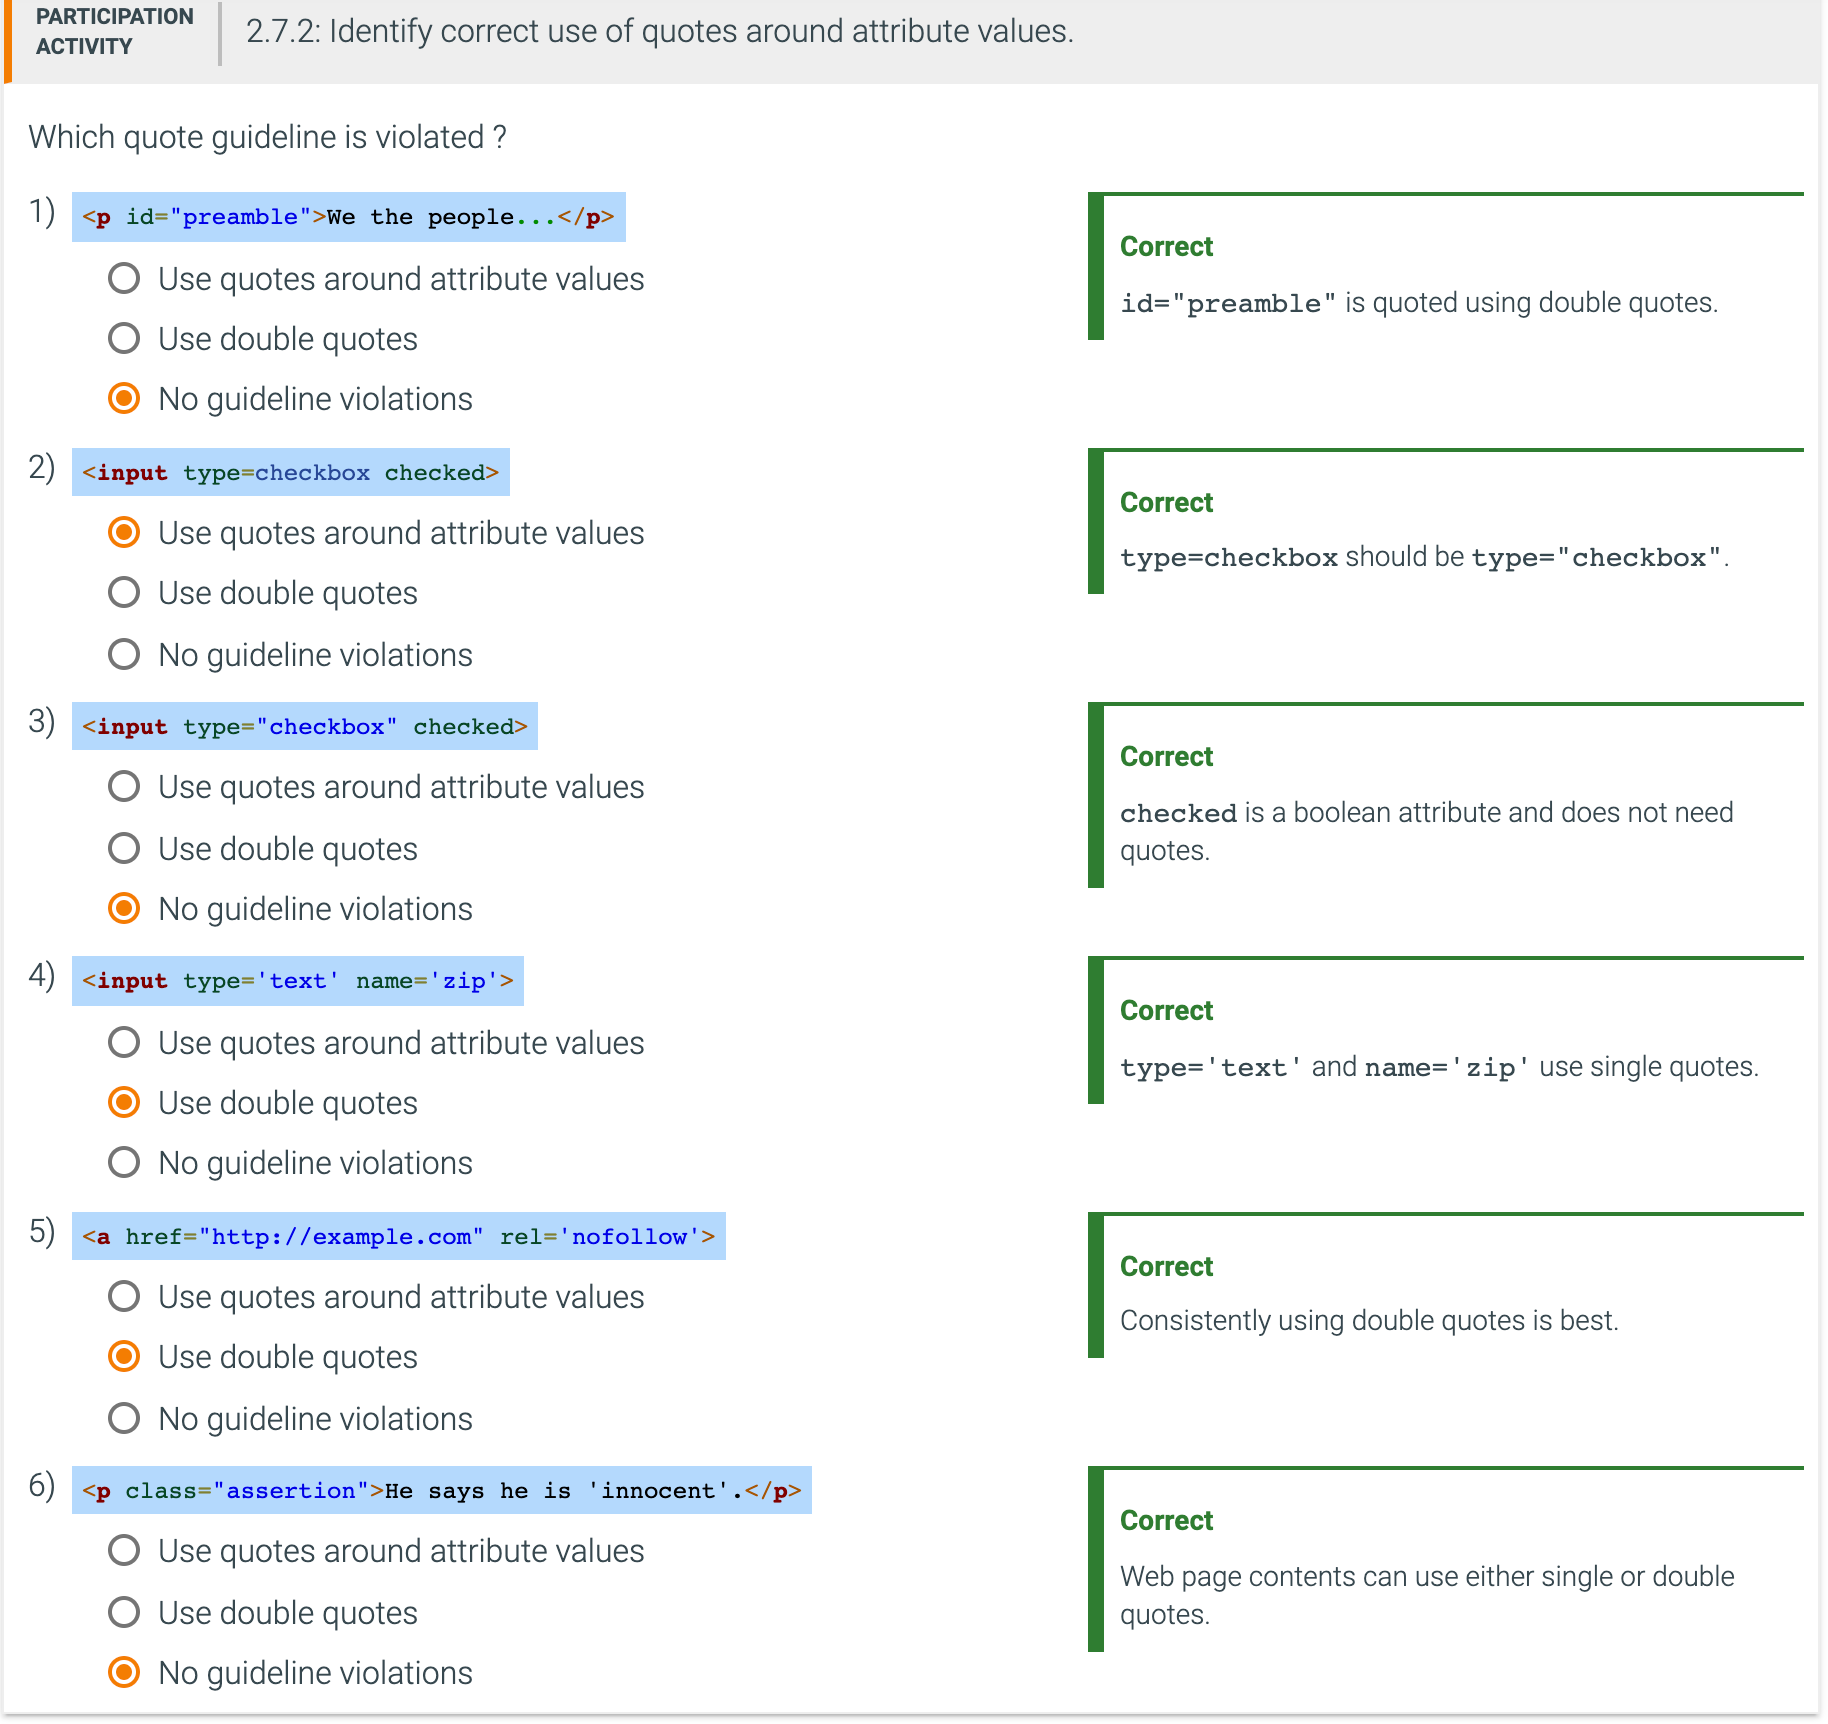 PARTICIPATION
ACTIVITY
2.7.2: Identify correct use of quotes around attribute values.
Which quote guideline is violated ?
1) <p id="preamble">We the people...</p>
Use quotes around attribute values
Use double quotes
No guideline violations
Correct
id="preamble" is quoted using double quotes.
2) <input type=checkbox checked>
Use quotes around attribute values
Use double quotes
No guideline violations
Correct
type=checkbox should be type="checkbox".
3) <input type="checkbox" checked>
Use quotes around attribute values
Use double quotes
No guideline violations
Correct
checked is a boolean attribute and does not need
quotes.
4) <input type='text' name='zip'>
Use quotes around attribute values
Use double quotes
No guideline violations
Correct
type='text' and name='zip' use single quotes.
5) <a href="http://example.com" rel='nofollow'>
Use quotes around attribute values
Use double quotes
No guideline violations
Correct
Consistently using double quotes is best.
6) <p class="assertion">He says he is 'innocent'.</p>
Use quotes around attribute values
Use double quotes
No guideline violations
Correct
Web page contents can use either single or double
quotes.